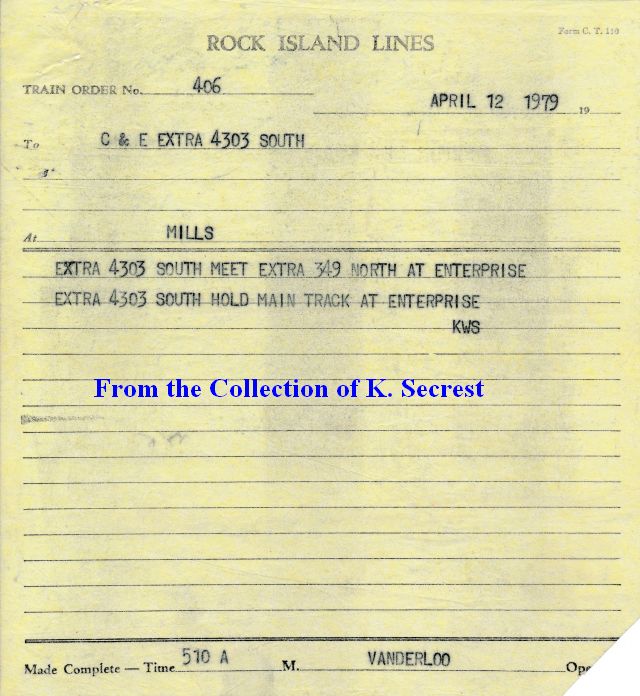 Form C. T. 110
ROCK ISLAND LINES
TRAIN ORDER No. 406
APRIL 12 1979 19
To C & E EXTRA 4303 SOUTH
At MILLS
EXTRA 4303 SOUTH MEET EXTRA 349 NORTH AT ENTERPRISE
EXTRA 4303 SOUTH HOLD MAIN TRACK AT ENTERPRISE
KWS
From the Collection of K. Secrest
Made Complete — Time 510 A M. VANDERLOO Ope